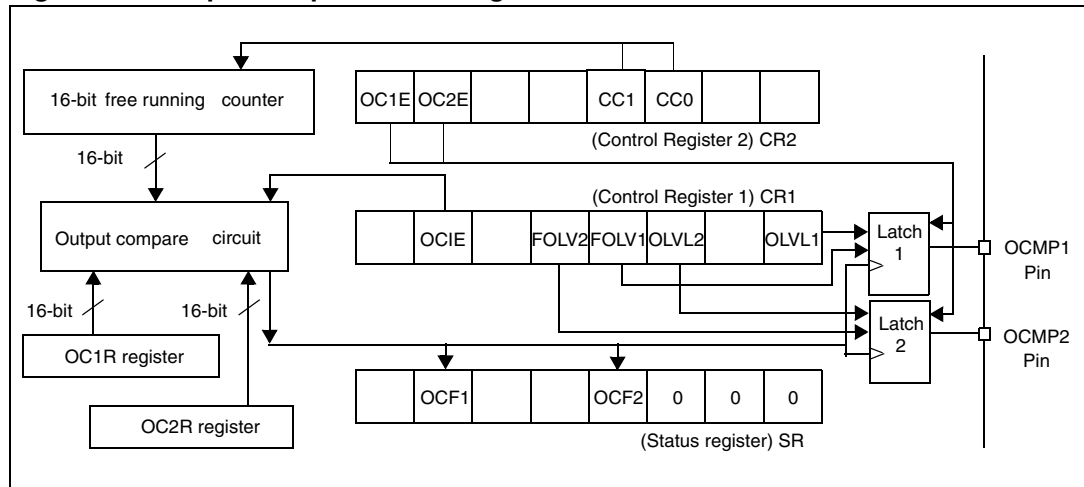 16-bit free running counter
OC1E OC2E CC1 CC0
(Control Register 2) CR2
16-bit
(Control Register 1) CR1
Output compare circuit
OCIE FOLV2 FOLV1 OLVL2 OLVL1
Latch
1
OCMP1
Pin
16-bit 16-bit
Latch
2
OCMP2
Pin
OC1R register
OCF1 OCF2 0 0 0
OC2R register
(Status register) SR